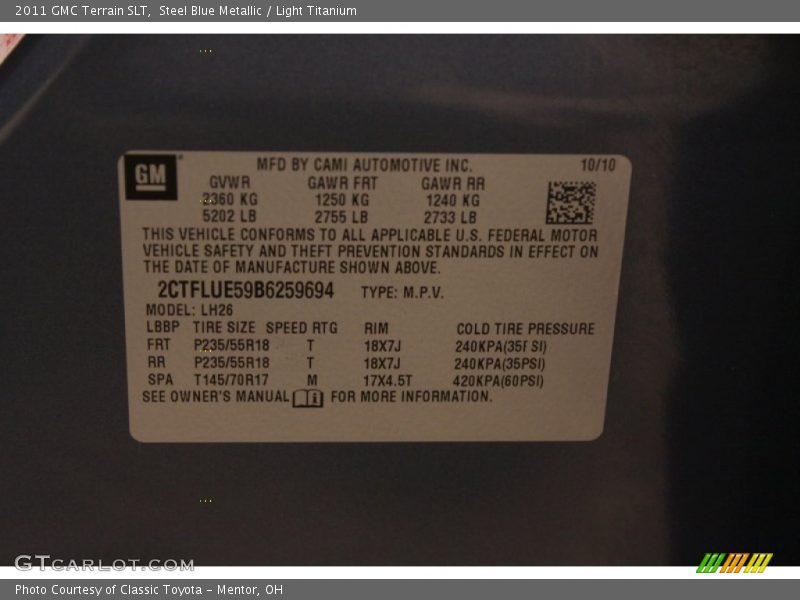 2011 GMC Terrain SLT, Steel Blue Metallic / Light Titanium
GM MFD BY CAMI AUTOMOTIVE INC. 10/10
GVWR GAWR FRT GAWR RR
2360 KG 1250 KG 1240 KG
5202 LB 2755 LB 2733 LB
THIS VEHICLE CONFORMS TO ALL APPLICABLE U.S. FEDERAL MOTOR
VEHICLE SAFETY AND THEFT PREVENTION STANDARDS IN EFFECT ON
THE DATE OF MANUFACTURE SHOWN ABOVE.
2CTFLUE59B6259694 TYPE: M.P.V.
MODEL: LH26
LBBP TIRE SIZE SPEED RTG RIM COLD TIRE PRESSURE
FRT P235/55R18 T 18X7J 240KPA(35PSI)
RR P235/55R18 T 18X7J 240KPA(35PSI)
SPA T145/70R17 M 17X4.5T 420KPA(60PSI)
SEE OWNER'S MANUAL FOR MORE INFORMATION.
GTCARLOT.COM
Photo Courtesy of Classic Toyota - Mentor, OH